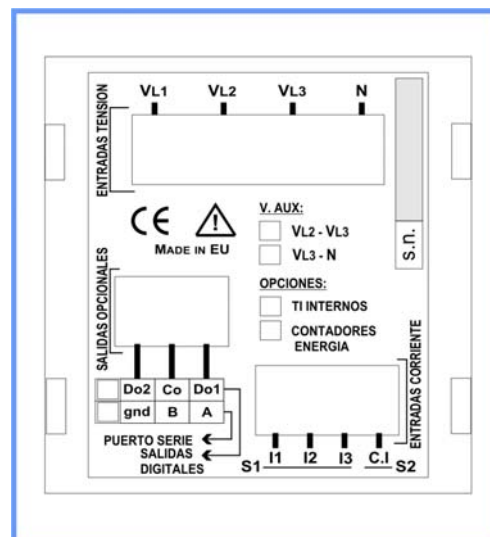 VL1 VL2 VL3 N
ENTRADAS TENSION
CE
MADE IN EU
V. AUX:
VL2 - VL3
VL3 - N
s.n.
OPCIONES:
TI INTERNOS
CONTADORES
ENERGIA
SALIDAS OPCIONALES
Do2 Co Do1
gnd B A
PUERTO SERIE
SALIDAS
DIGITALES
ENTRADAS CORRIENTE
I1 I2 I3 C.I
S1 S2